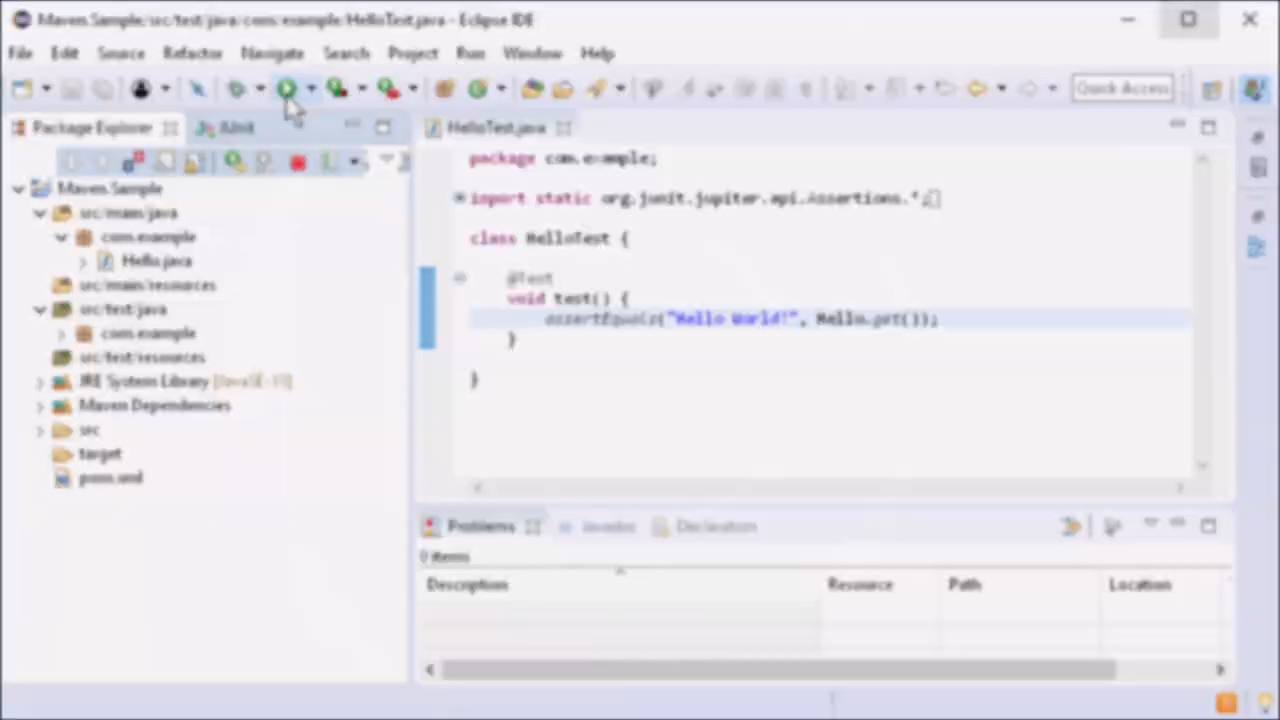 Maven.Sample/src/test/java/com/example/HelloTest.java - Eclipse IDE
File Edit Source Refactor Navigate Search Project Run Window Help
Quick Access
Package Explorer JUnit
HelloTest.java
package com.example;
import static org.junit.jupiter.api.Assertions.*;
class HelloTest {
@Test
void test() {
assertEquals("Hello World!", Hello.get());
}
}
Maven.Sample
src/main/java
com.example
Hello.java
src/main/resources
src/test/java
com.example
src/test/resources
JRE System Library
Maven Dependencies
src
target
pom.xml
Problems Javadoc Declaration
0 items
Description Resource Path Location